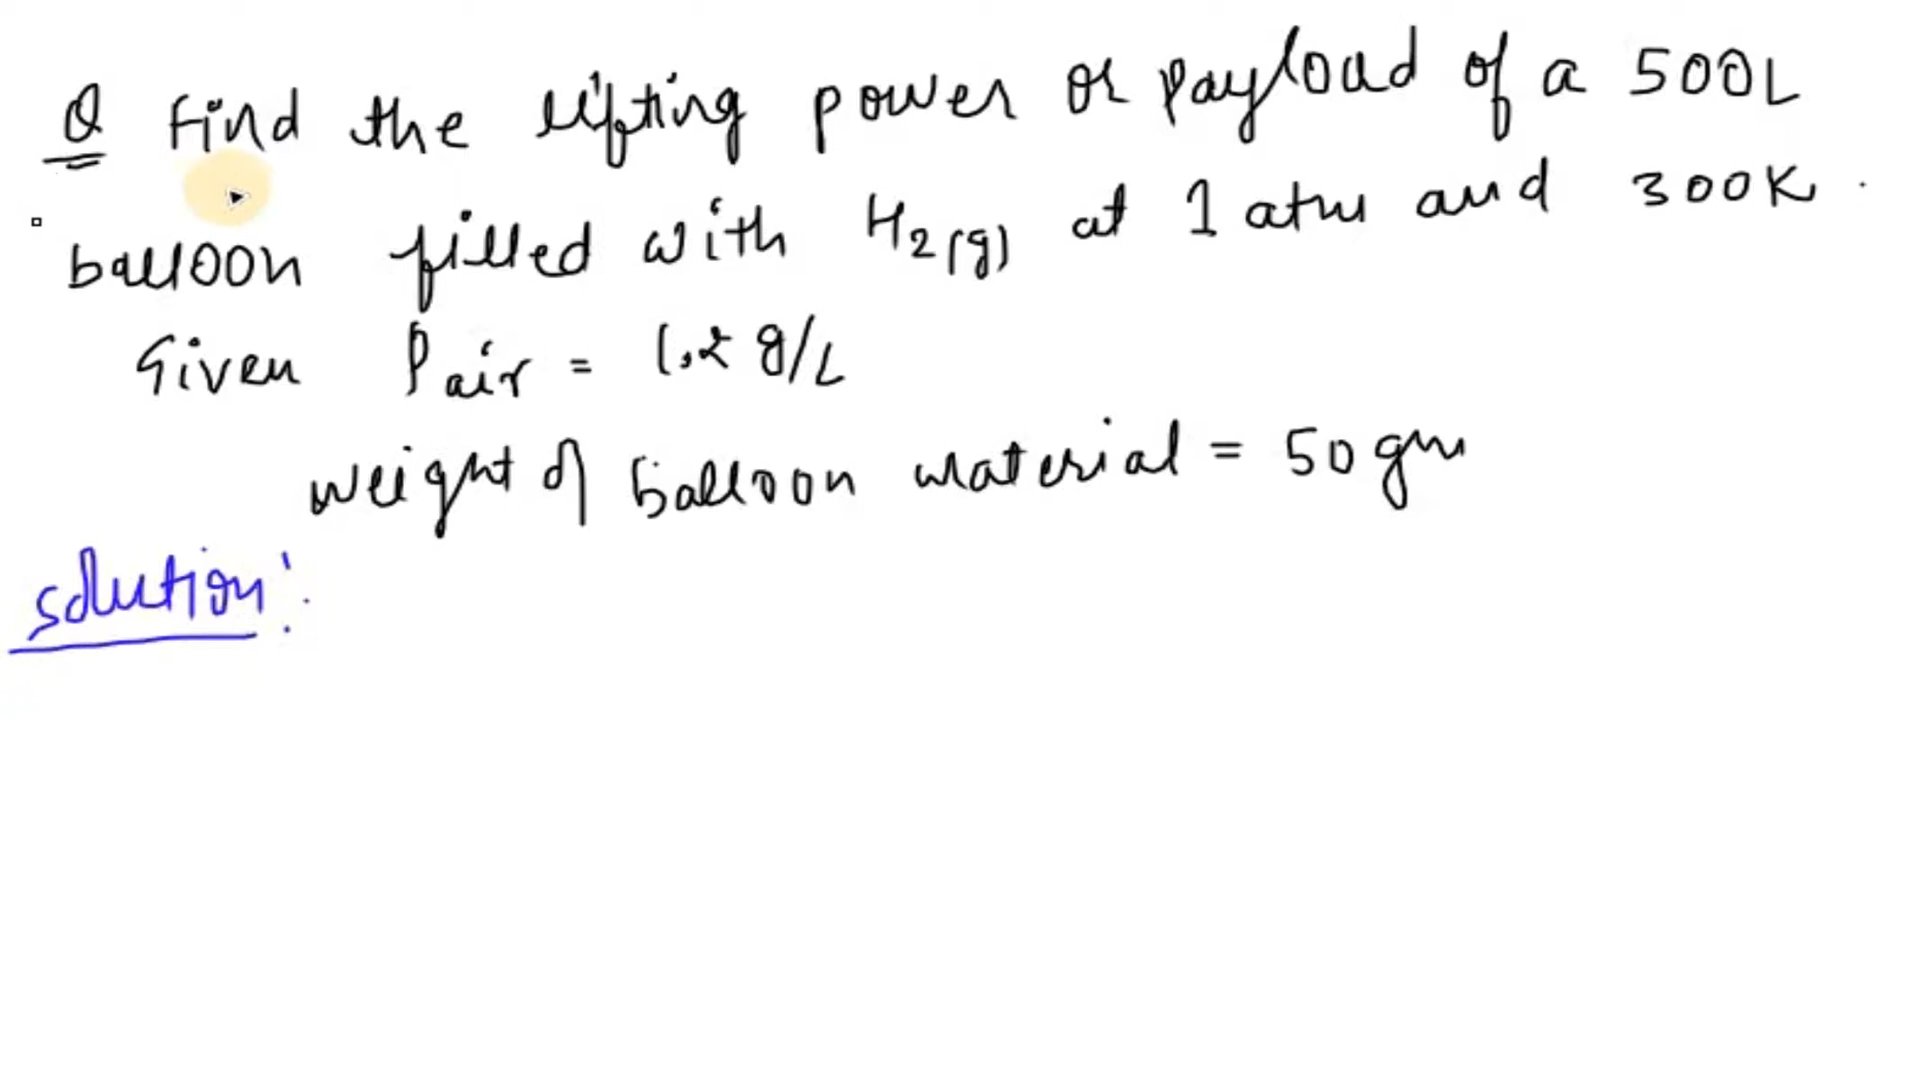 Q Find the lifting power or payload of a 500L
balloon filled with H2(g) at 1 atm and 300K.
Given Pair = 1.2 g/L
weight of balloon material = 50 gm
solution: